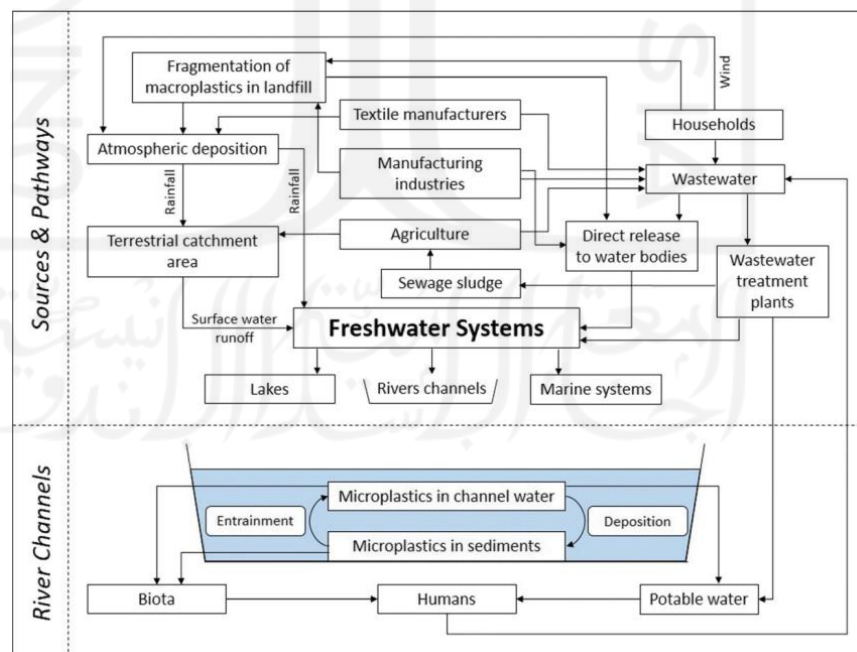 Sources & Pathways
Fragmentation of
macroplastics in landfill
Wind
Textile manufacturers
Households
Atmospheric deposition
Manufacturing
industries
Wastewater
Rainfall
Rainfall
Terrestrial catchment
area
Agriculture
Direct release
to water bodies
Wastewater
treatment
plants
Sewage sludge
Surface water
runoff
Freshwater Systems
Lakes
Rivers channels
Marine systems
River Channels
Microplastics in channel water
Entrainment
Deposition
Microplastics in sediments
Biota
Humans
Potable water